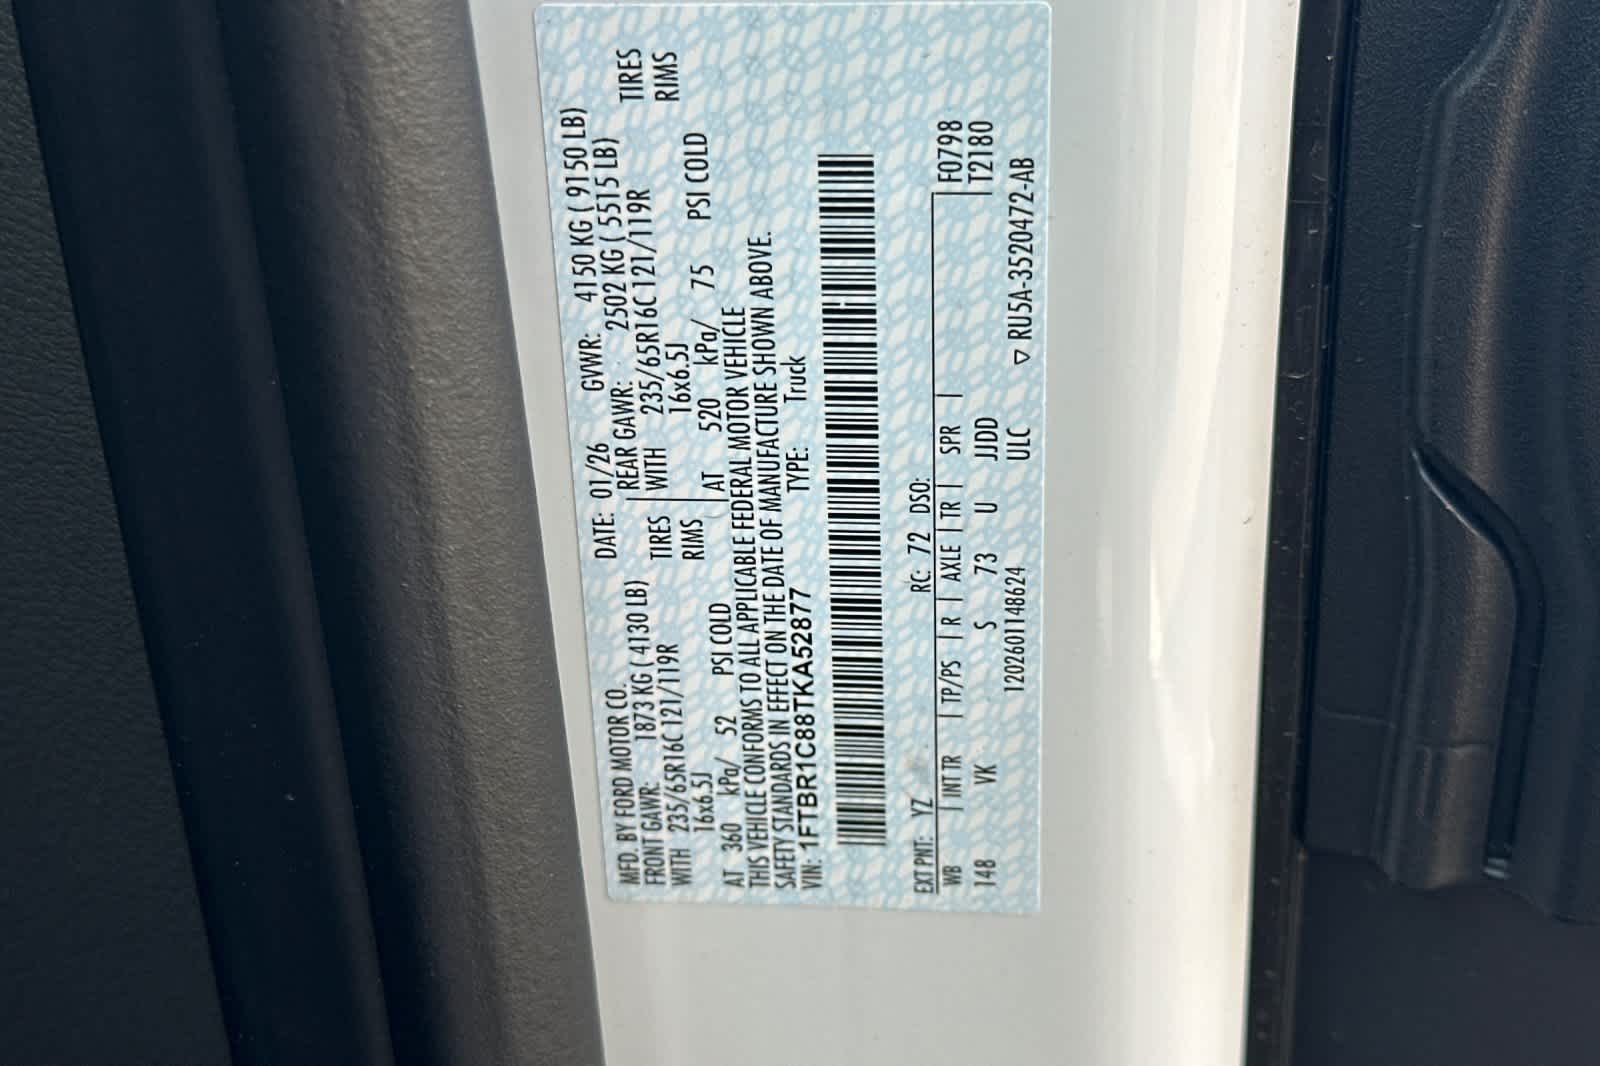 MFD. BY FORD MOTOR CO.
DATE: 01/26 GVWR: 4150 KG ( 9150 LB)
FRONT GAWR: 1873 KG ( 4130 LB) REAR GAWR: 2502 KG ( 5515 LB)
WITH 235/65R16C 121/119R TIRES WITH 235/65R16C 121/119R TIRES
16x6.5J RIMS 16x6.5J RIMS
AT 360 kPa/ 52 PSI COLD AT 520 kPa/ 75 PSI COLD
THIS VEHICLE CONFORMS TO ALL APPLICABLE FEDERAL MOTOR VEHICLE
SAFETY STANDARDS IN EFFECT ON THE DATE OF MANUFACTURE SHOWN ABOVE.
VIN: 1FTBR1C88TKA52877 TYPE: Truck
EXT PNT: YZ RC: 72 DSO: F0798
WB | INT TR | TP/PS | R | AXLE | TR | SPR | T2180
148 VK S 73 U JJDD
1202601148624 ULC ▽ RU5A-3520472-AB